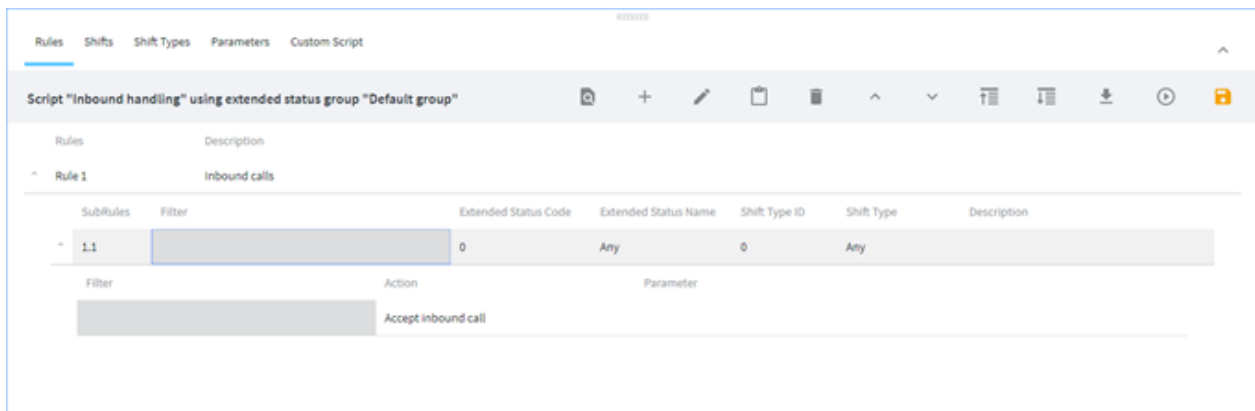 Rules Shifts Shift Types Parameters Custom Script
Script "Inbound handling" using extended status group "Default group"
Rules Description
Rule 1 Inbound calls
SubRules Filter Extended Status Code Extended Status Name Shift Type ID Shift Type Description
1.1 0 Any 0 Any
Filter Action Parameter
Accept inbound call